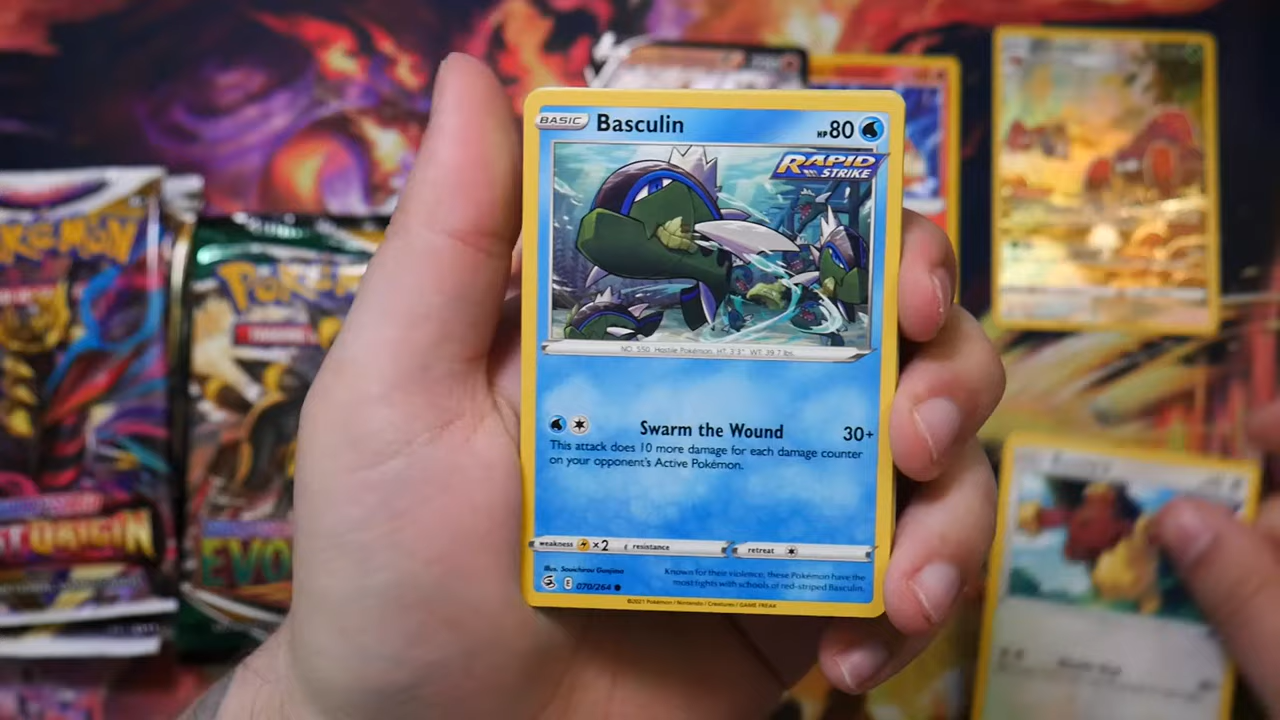 BASIC Basculin HP 80
RAPID
STRIKE
NO. 550 Hostile Pokémon HT: 3'3" WT: 39.7 lbs.
Swarm the Wound 30+
This attack does 10 more damage for each damage counter
on your opponent's Active Pokémon.
weakness ×2 resistance retreat
Illus. Souichirou Gunjima
Known for their violence, these Pokémon have the
most fights with schools of red-striped Basculin.
E 070/264
©2021 Pokémon / Nintendo / Creatures / GAME FREAK
POKÉMON
ST ORIGIN
POKÉ
EVO